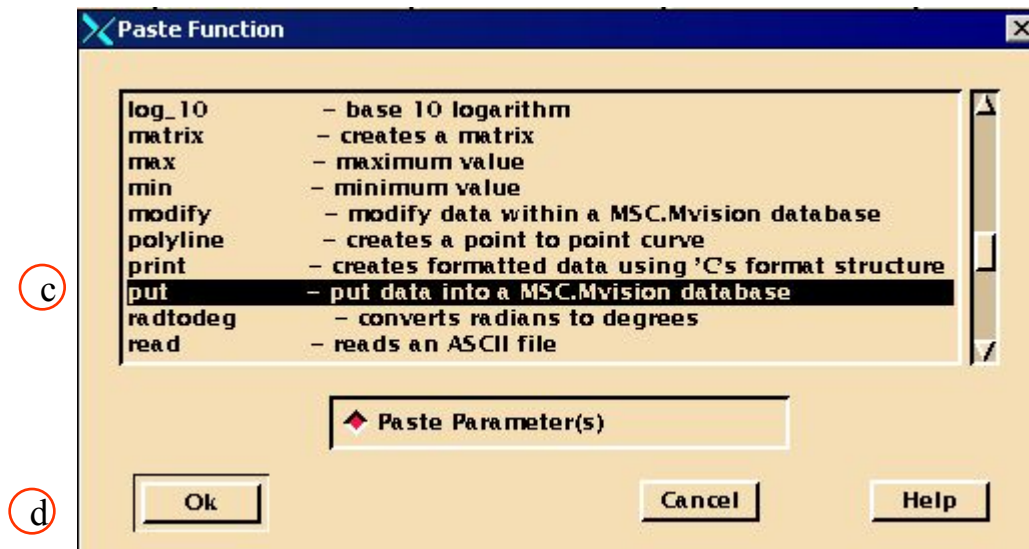 Paste Function
log_10 – base 10 logarithm
matrix – creates a matrix
max – maximum value
min – minimum value
modify – modify data within a MSC.Mvision database
polyline – creates a point to point curve
print – creates formatted data using 'C's format structure
c
put – put data into a MSC.Mvision database
radtodeg – converts radians to degrees
read – reads an ASCII file
Paste Parameter(s)
d
Ok Cancel Help